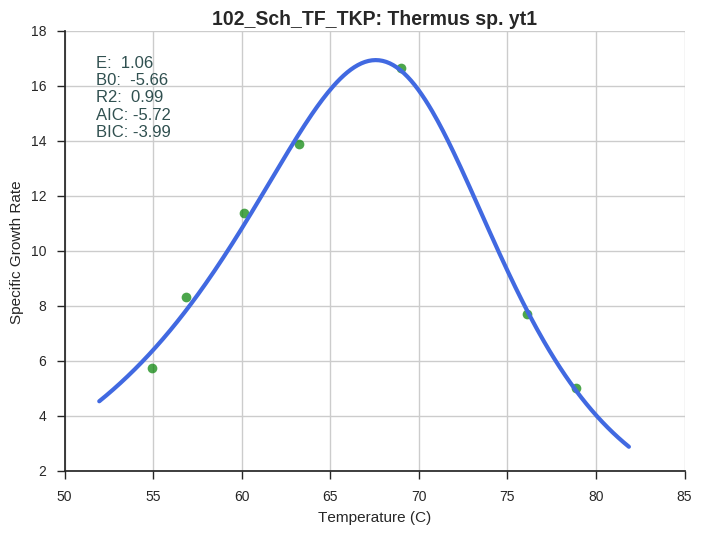 102_Sch_TF_TKP: Thermus sp. yt1
E:  1.06
B0:  -5.66
R2:  0.99
AIC: -5.72
BIC: -3.99
Specific Growth Rate
18
16
14
12
10
8
6
4
2
50 55 60 65 70 75 80 85
Temperature (C)